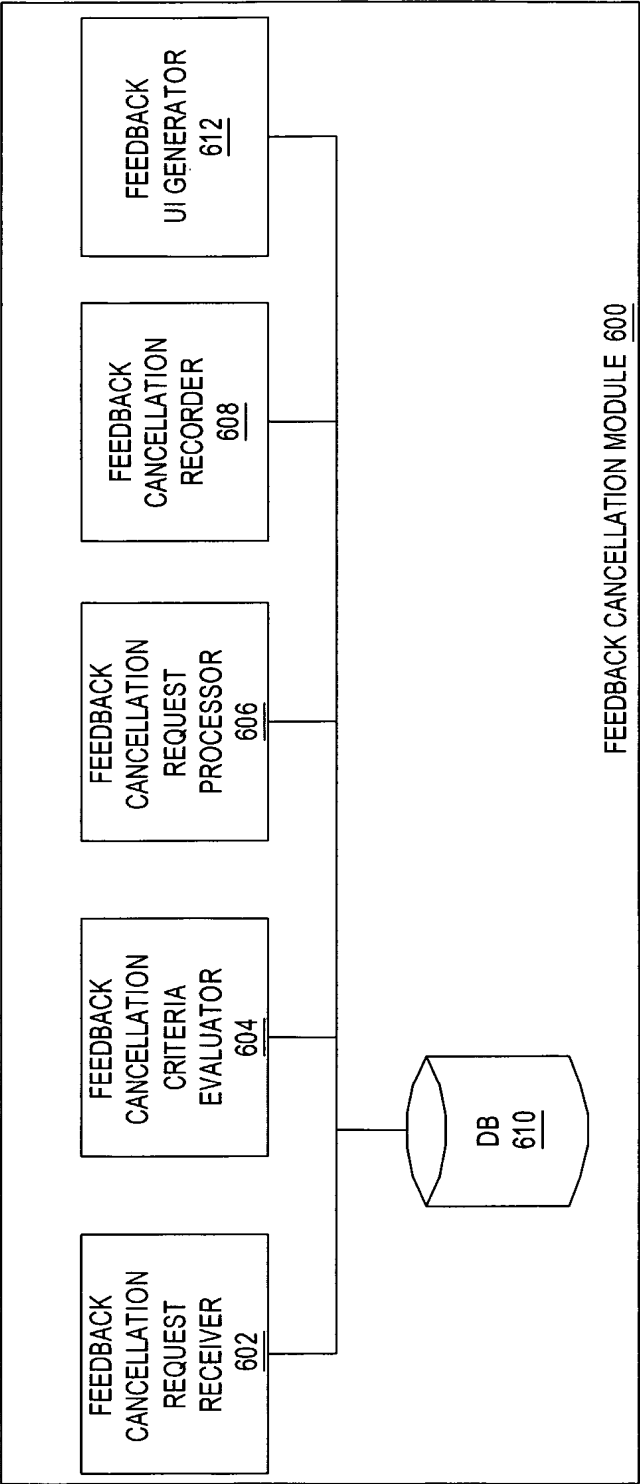 FEEDBACK
CANCELLATION
REQUEST
RECEIVER
602
FEEDBACK
CANCELLATION
CRITERIA
EVALUATOR
604
FEEDBACK
CANCELLATION
REQUEST
PROCESSOR
606
FEEDBACK
CANCELLATION
RECORDER
608
FEEDBACK
UI GENERATOR
612
DB
610
FEEDBACK CANCELLATION MODULE 600